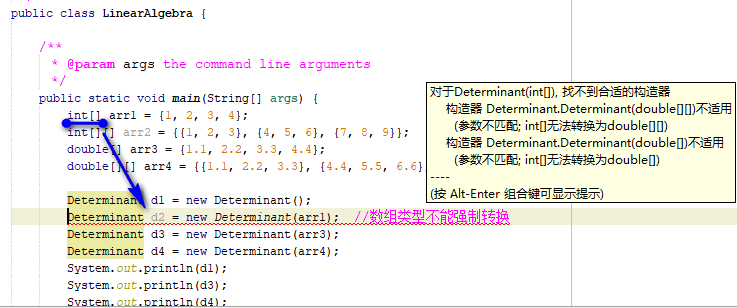 public class LinearAlgebra {
/**
* @param args the command line arguments
*/
public static void main(String[] args) {
int[] arr1 = {1, 2, 3, 4};
int[][] arr2 = {{1, 2, 3}, {4, 5, 6}, {7, 8, 9}};
double[] arr3 = {1.1, 2.2, 3.3, 4.4};
double[][] arr4 = {{1.1, 2.2, 3.3}, {4.4, 5.5, 6.6}
对于Determinant(int[]), 找不到合适的构造器
构造器 Determinant.Determinant(double[][])不适用
(参数不匹配; int[]无法转换为double[][])
构造器 Determinant.Determinant(double[])不适用
(参数不匹配; int[]无法转换为double[])
----
(按 Alt-Enter 组合键可显示提示)
Determinant d1 = new Determinant();
Determinant d2 = new Determinant(arr1); //数组类型不能强制转换
Determinant d3 = new Determinant(arr3);
Determinant d4 = new Determinant(arr4);
System.out.println(d1);
System.out.println(d3);
System.out.println(d4);